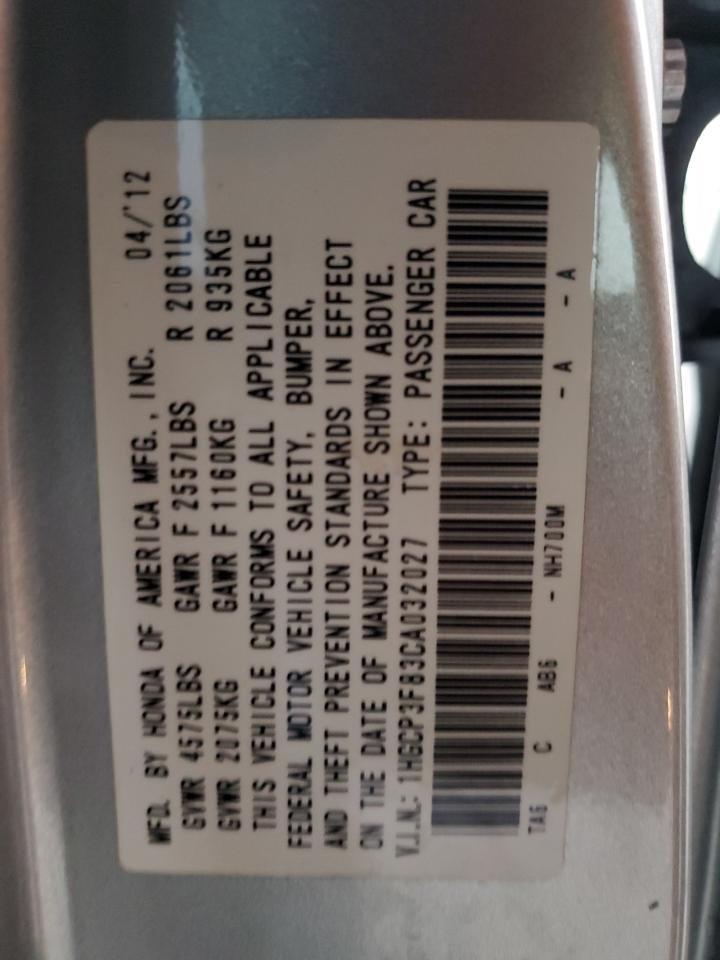 MFD. BY HONDA OF AMERICA MFG., INC. 04/'12
GVWR 4575LBS GAWR F 2557LBS R 2061LBS
GVWR 2075KG GAWR F 1160KG R 935KG
THIS VEHICLE CONFORMS TO ALL APPLICABLE
FEDERAL MOTOR VEHICLE SAFETY, BUMPER,
AND THEFT PREVENTION STANDARDS IN EFFECT
ON THE DATE OF MANUFACTURE SHOWN ABOVE.
V.I.N.: 1HGCP3F83CA032027 TYPE: PASSENGER CAR
TA6 C AB6 - NH700M - A - A